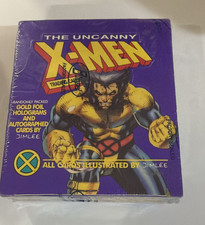 THE UNCANNY
X-MEN
RANDOMLY PACKED
GOLD FOIL
HOLOGRAMS
AND
AUTOGRAPHED
CARDS BY
JIM LEE
ALL CARDS ILLUSTRATED BY JIM LEE